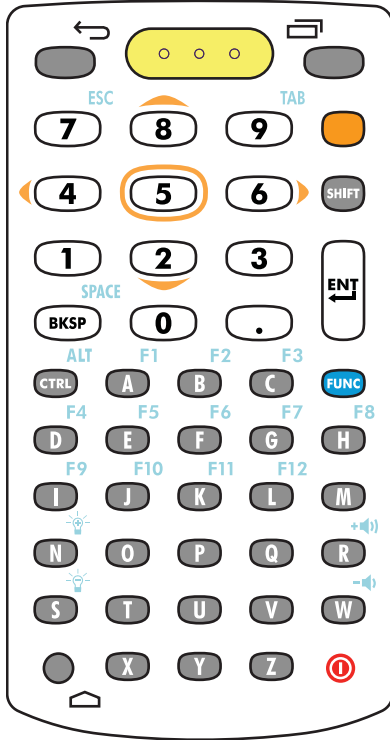 ESC TAB
7 8 9
4 5 6 SHIFT
1 2 3
ENT
SPACE
BKSP 0 .
ALT F1 F2 F3
CTRL A B C FUNC
F4 F5 F6 F7 F8
D E F G H
F9 F10 F11 F12
I J K L M
N O P Q R
S T U V W
X Y Z